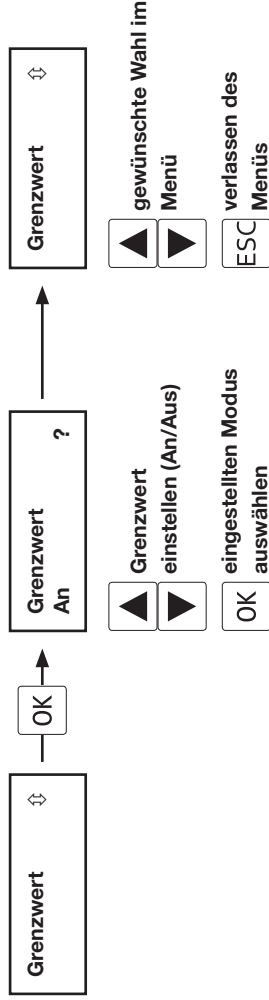 Grenzwert ⇳
OK
Grenzwert
An ?
Grenzwert
einstellen (An/Aus)
OK
eingestellten Modus
auswählen
Grenzwert ⇳
gewünschte Wahl im
Menü
ESC
verlassen des
Menüs